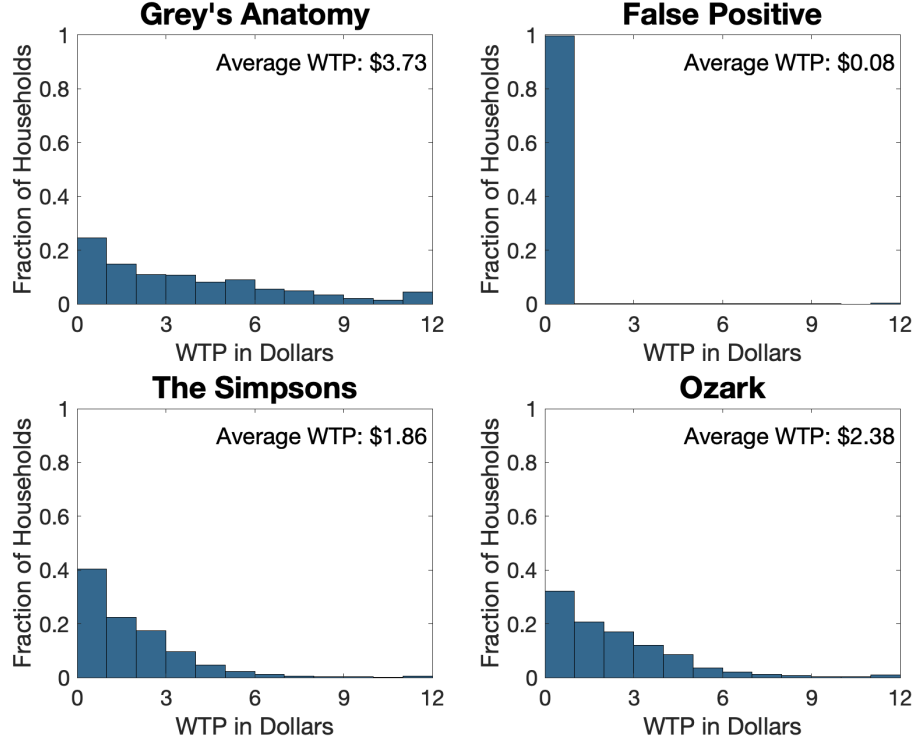 Grey's Anatomy
Average WTP: $3.73
Fraction of Households
1
0.8
0.6
0.4
0.2
0
0 3 6 9 12
WTP in Dollars
False Positive
Average WTP: $0.08
Fraction of Households
1
0.8
0.6
0.4
0.2
0
0 3 6 9 12
WTP in Dollars
The Simpsons
Average WTP: $1.86
Fraction of Households
1
0.8
0.6
0.4
0.2
0
0 3 6 9 12
WTP in Dollars
Ozark
Average WTP: $2.38
Fraction of Households
1
0.8
0.6
0.4
0.2
0
0 3 6 9 12
WTP in Dollars